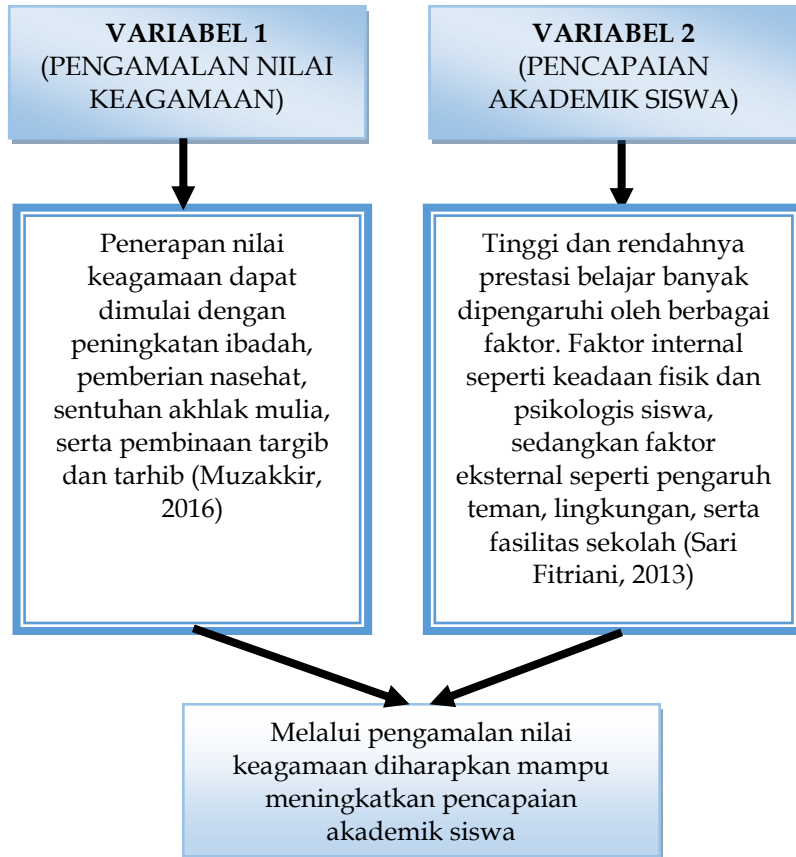 VARIABEL 1
(PENGAMALAN NILAI
KEAGAMAAN)
VARIABEL 2
(PENCAPAIAN
AKADEMIK SISWA)
Penerapan nilai
keagamaan dapat
dimulai dengan
peningkatan ibadah,
pemberian nasehat,
sentuhan akhlak mulia,
serta pembinaan targib
dan tarhib (Muzakkir,
2016)
Tinggi dan rendahnya
prestasi belajar banyak
dipengaruhi oleh berbagai
faktor. Faktor internal
seperti keadaan fisik dan
psikologis siswa,
sedangkan faktor
eksternal seperti pengaruh
teman, lingkungan, serta
fasilitas sekolah (Sari
Fitriani, 2013)
Melalui pengamalan nilai
keagamaan diharapkan mampu
meningkatkan pencapaian
akademik siswa